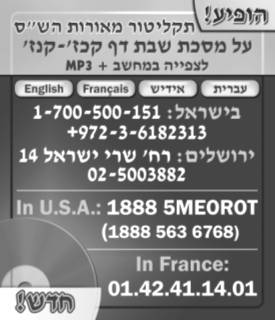 הופיע!
תקליטור מאורות הש״ס
על מסכת שבת דף קכז׳-קנז׳
לצפייה במחשב + MP3
English Français אידיש עברית
בישראל: 1-700-500-151
+972-3-6182313
ירושלים: רח׳ שרי ישראל 14
02-5003882
In U.S.A.: 1888 5MEOROT
(1888 563 6768)
In France:
01.42.41.14.01
חדש!